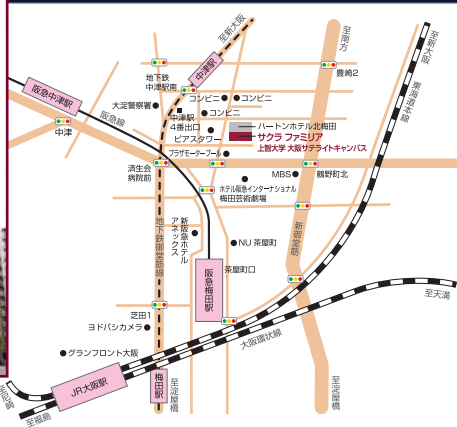 至新大阪
至南方
至新大阪
地下鉄
中津駅南
中津駅
豊崎2
阪急中津駅
大淀警察署
コンビニ
コンビニ
東海道本線
中津駅
4番出口
コンビニ
阪急線
中津
ピアスタワー
ハートンホテル北梅田
サクラ ファミリア
上智大学 大阪サテライトキャンパス
プラザモータープール
済生会
病院前
MBS
鶴野町北
ホテル阪急インターナショナル
梅田芸術劇場
地下鉄御堂筋線
新阪急ホテル
アネックス
新御堂筋
NU 茶屋町
阪急梅田駅
茶屋町口
至天満
芝田1
ヨドバシカメラ
大阪環状線
グランフロント大阪
JR大阪駅
梅田駅
至淀屋橋
至淀屋橋
至福島